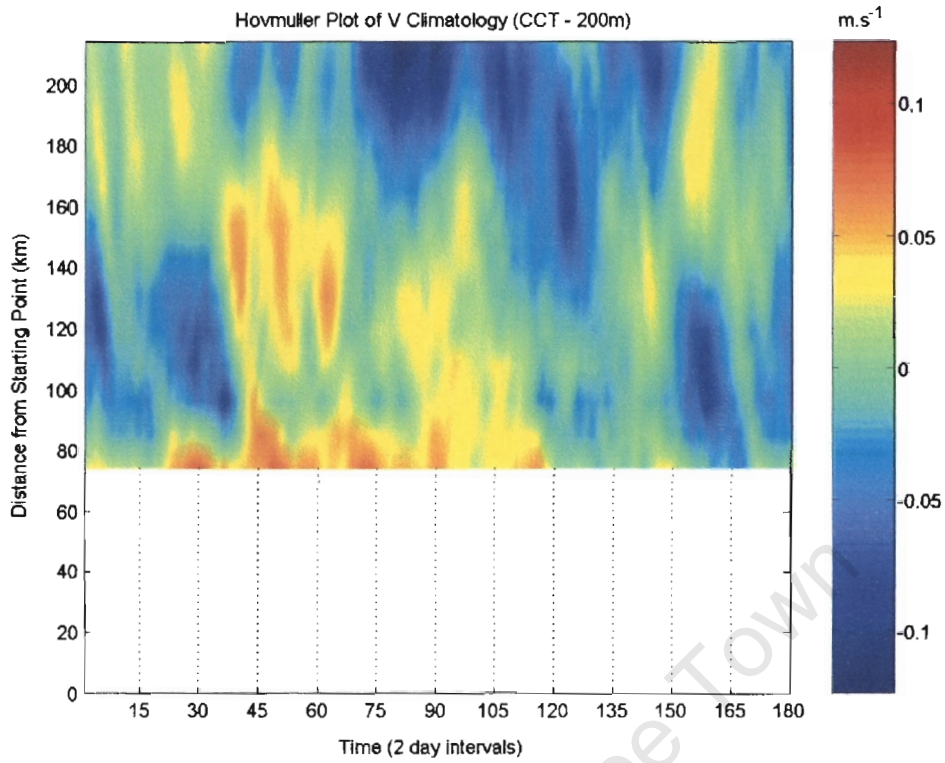 Hovmuller Plot of V Climatology (CCT - 200m)
m.s-1
Distance from Starting Point (km)
200
180
160
140
120
100
80
60
40
20
0
15 30 45 60 75 90 105 120 135 150 165 180
Time (2 day intervals)
0.1
0.05
0
-0.05
-0.1
Town